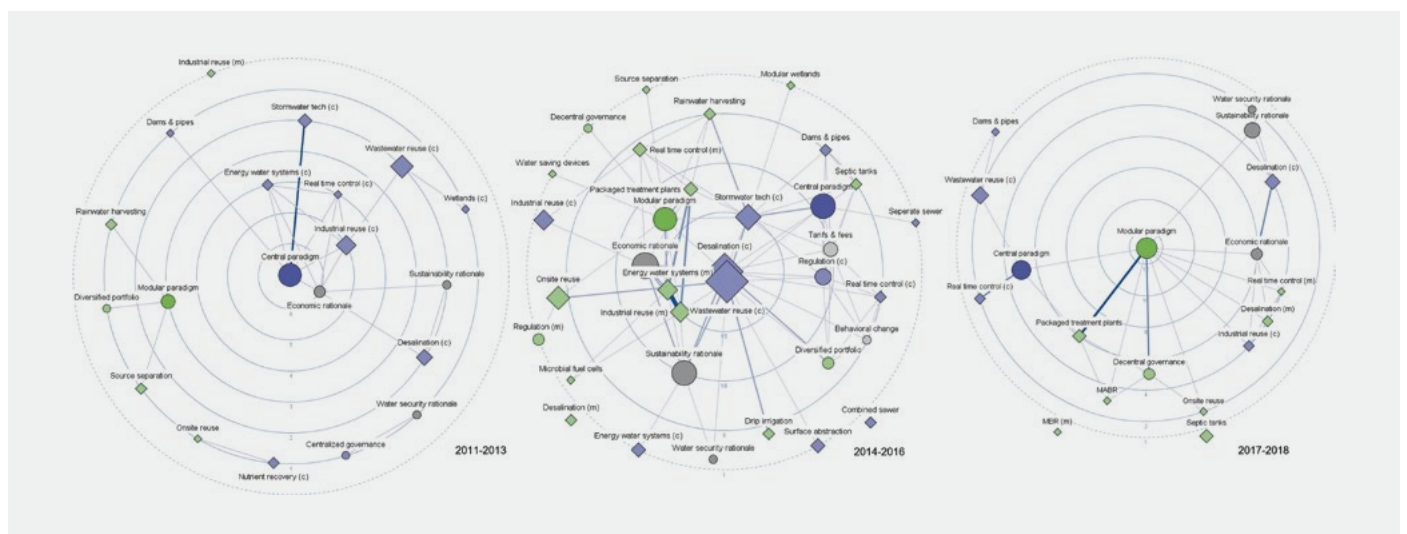 Industrial reuse (m)
Stormwater tech (c)
Dams & pipes
Wastewater reuse (c)
Energy water systems (c)
Real time control (c)
Wetlands (c)
Rainwater harvesting
Industrial reuse (c)
Central paradigm
Sustainability rationale
Modular paradigm
Diversified portfolio
Economic rationale
Desalination (c)
Source separation
Water security rationale
Onsite reuse
Centralized governance
Nutrient recovery (c)
2011-2013
Modular wetlands
Source separation
Rainwater harvesting
Decentral governance
Dams & pipes
Real time control (m)
Water saving devices
Septic tanks
Packaged treatment plants
Central paradigm
Modular paradigm
Stormwater tech (c)
Industrial reuse (c)
Seperate sewer
Tarifs & fees
Economic rationale
Desalination (c)
Regulation (c)
Energy water systems (m)
Onsite reuse
Real time control (c)
Industrial reuse (m)
Wastewater reuse (c)
Regulation (m)
Behavioral change
Sustainability rationale
Diversified portfolio
Microbial fuel cells
Desalination (m)
Combined sewer
Drip irrigation
Energy water systems (c)
Surface abstraction
Water security rationale
2014-2016
Water security rationale
Sustainability rationale
Dams & pipes
Desalination (c)
Wastewater reuse (c)
Modular paradigm
Economic rationale
Central paradigm
Real time control (m)
Real time control (c)
Desalination (m)
Packaged treatment plants
Industrial reuse (c)
Decentral governance
MABR
Onsite reuse
MBR (m)
Septic tanks
2017-2018